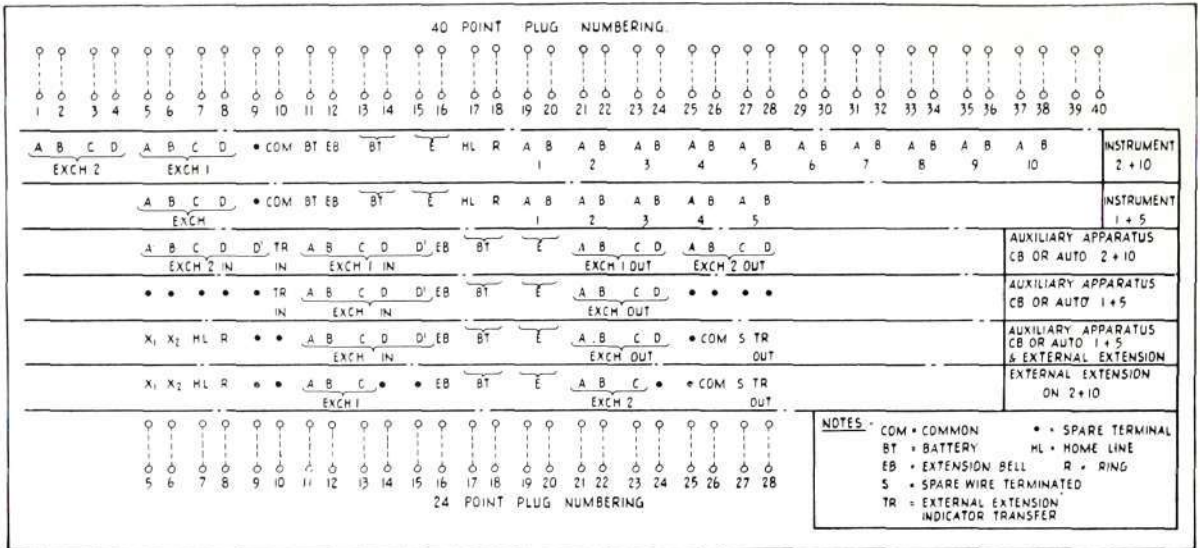 40 POINT PLUG NUMBERING.
1 2 3 4 5 6 7 8 9 10 11 12 13 14 15 16 17 18 19 20 21 22 23 24 25 26 27 28 29 30 31 32 33 34 35 36 37 38 39 40
A B C D A B C D • COM BT EB BT E HL R A B A B A B A B A B A B A B A B A B A B INSTRUMENT
EXCH 2 EXCH 1 1 2 3 4 5 6 7 8 9 10 2 + 10
A B C D • COM BT EB BT E HL R A B A B A B A B A B INSTRUMENT
EXCH 1 2 3 4 5 1 + 5
A B C D D' TR A B C D D' EB BT E A B C D A B C D AUXILIARY APPARATUS
EXCH 2 IN IN EXCH 1 IN EXCH 1 OUT EXCH 2 OUT CB OR AUTO 2 + 10
• • • • • TR A B C D D' EB BT E A B C D • • • • AUXILIARY APPARATUS
IN EXCH IN EXCH OUT CB OR AUTO 1 + 5
X₁ X₂ HL R • • A B C D D' EB BT E A B C D • COM S TR AUXILIARY APPARATUS
EXCH IN EXCH OUT OUT CB OR AUTO 1 + 5
& EXTERNAL EXTENSION
X₁ X₂ HL R • • A B C • • EB BT E A B C • • COM S TR EXTERNAL EXTENSION
EXCH 1 EXCH 2 OUT ON 2 + 10
5 6 7 8 9 10 11 12 13 14 15 16 17 18 19 20 21 22 23 24 25 26 27 28
24 POINT PLUG NUMBERING
NOTES -
COM = COMMON • = SPARE TERMINAL
BT = BATTERY HL = HOME LINE
EB = EXTENSION BELL R = RING
S = SPARE WIRE TERMINATED
TR = EXTERNAL EXTENSION
INDICATOR TRANSFER